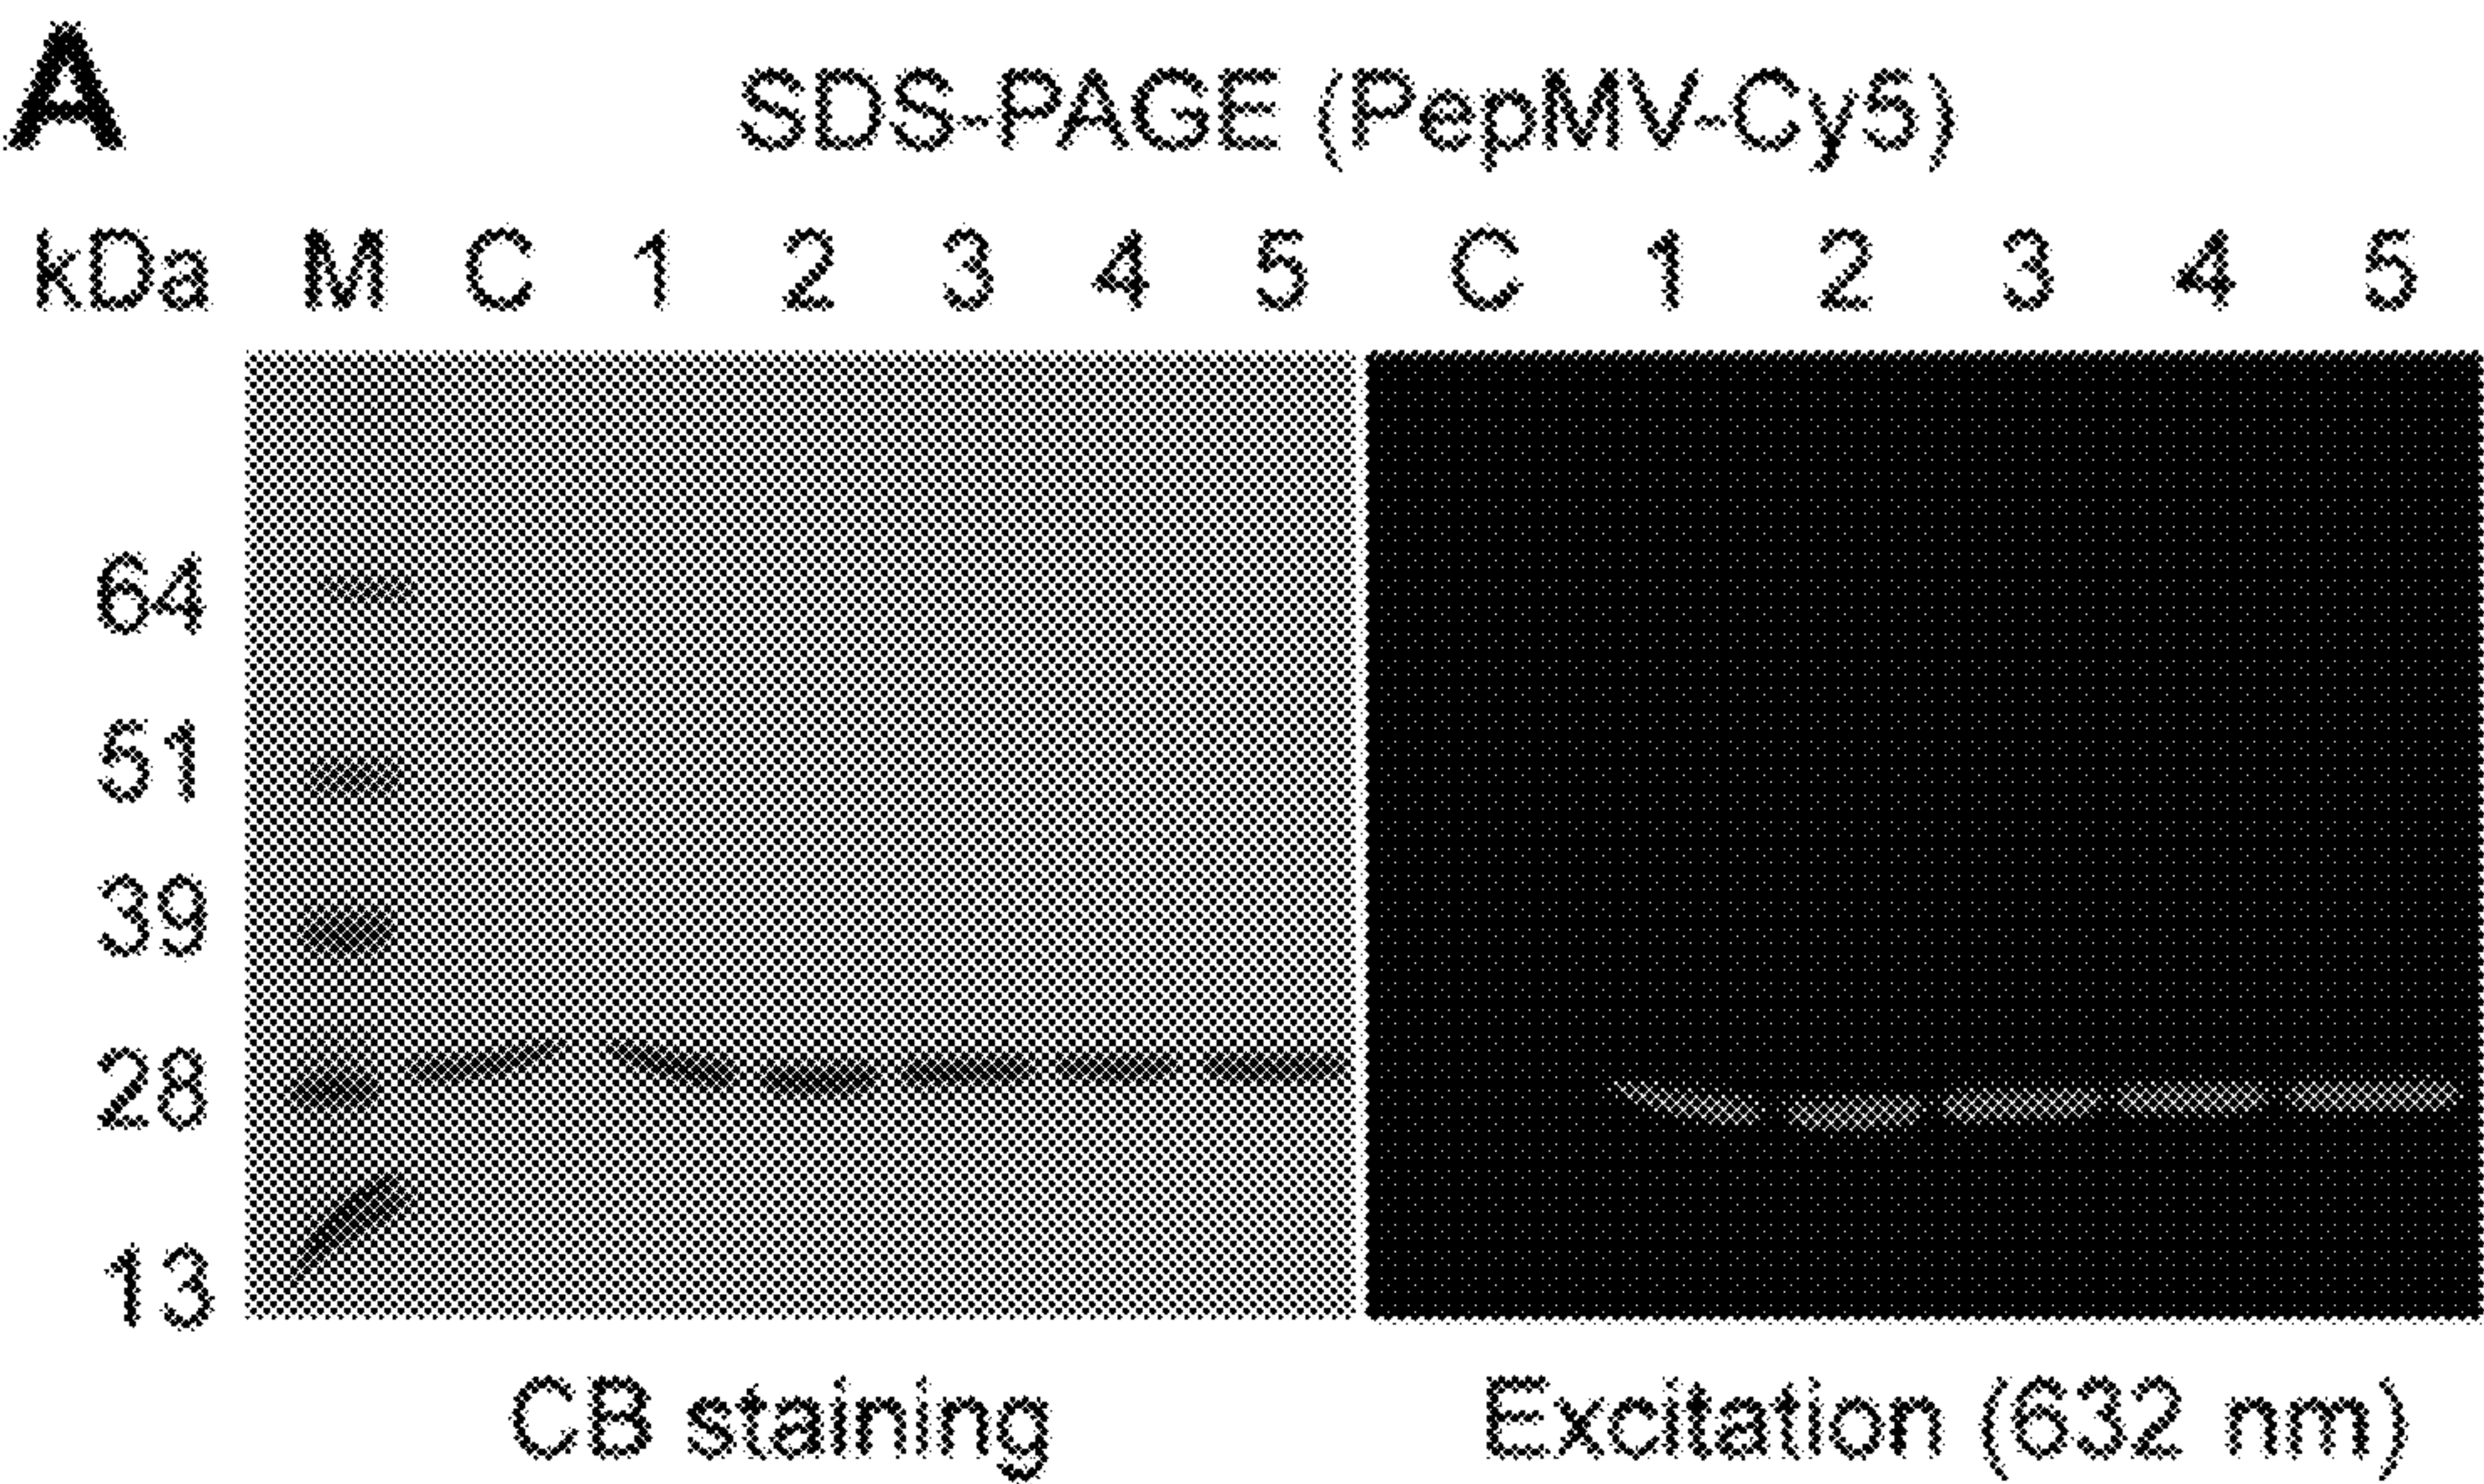 A
SDS-PAGE (PepMV-Cy5)
kDa M C 1 2 3 4 5 C 1 2 3 4 5
64
51
39
28
13
CB staining Excitation (632 nm)